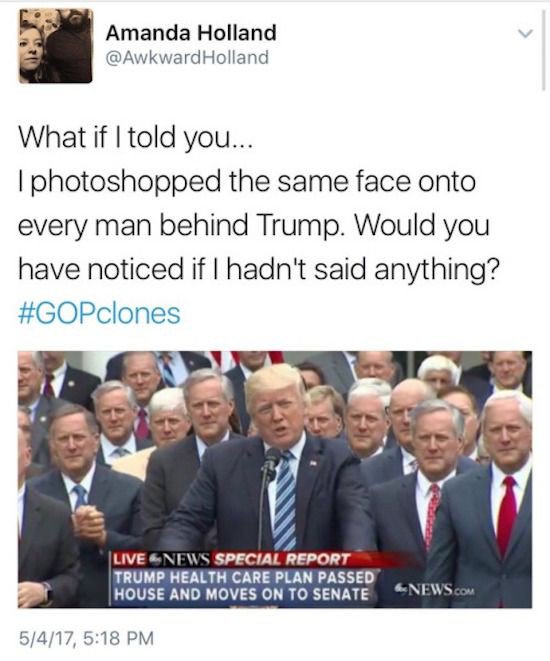 Amanda Holland
@AwkwardHolland
What if I told you...
I photoshopped the same face onto
every man behind Trump. Would you
have noticed if I hadn't said anything?
#GOPclones
LIVE abc NEWS SPECIAL REPORT
TRUMP HEALTH CARE PLAN PASSED
HOUSE AND MOVES ON TO SENATE
abc NEWS.COM
5/4/17, 5:18 PM